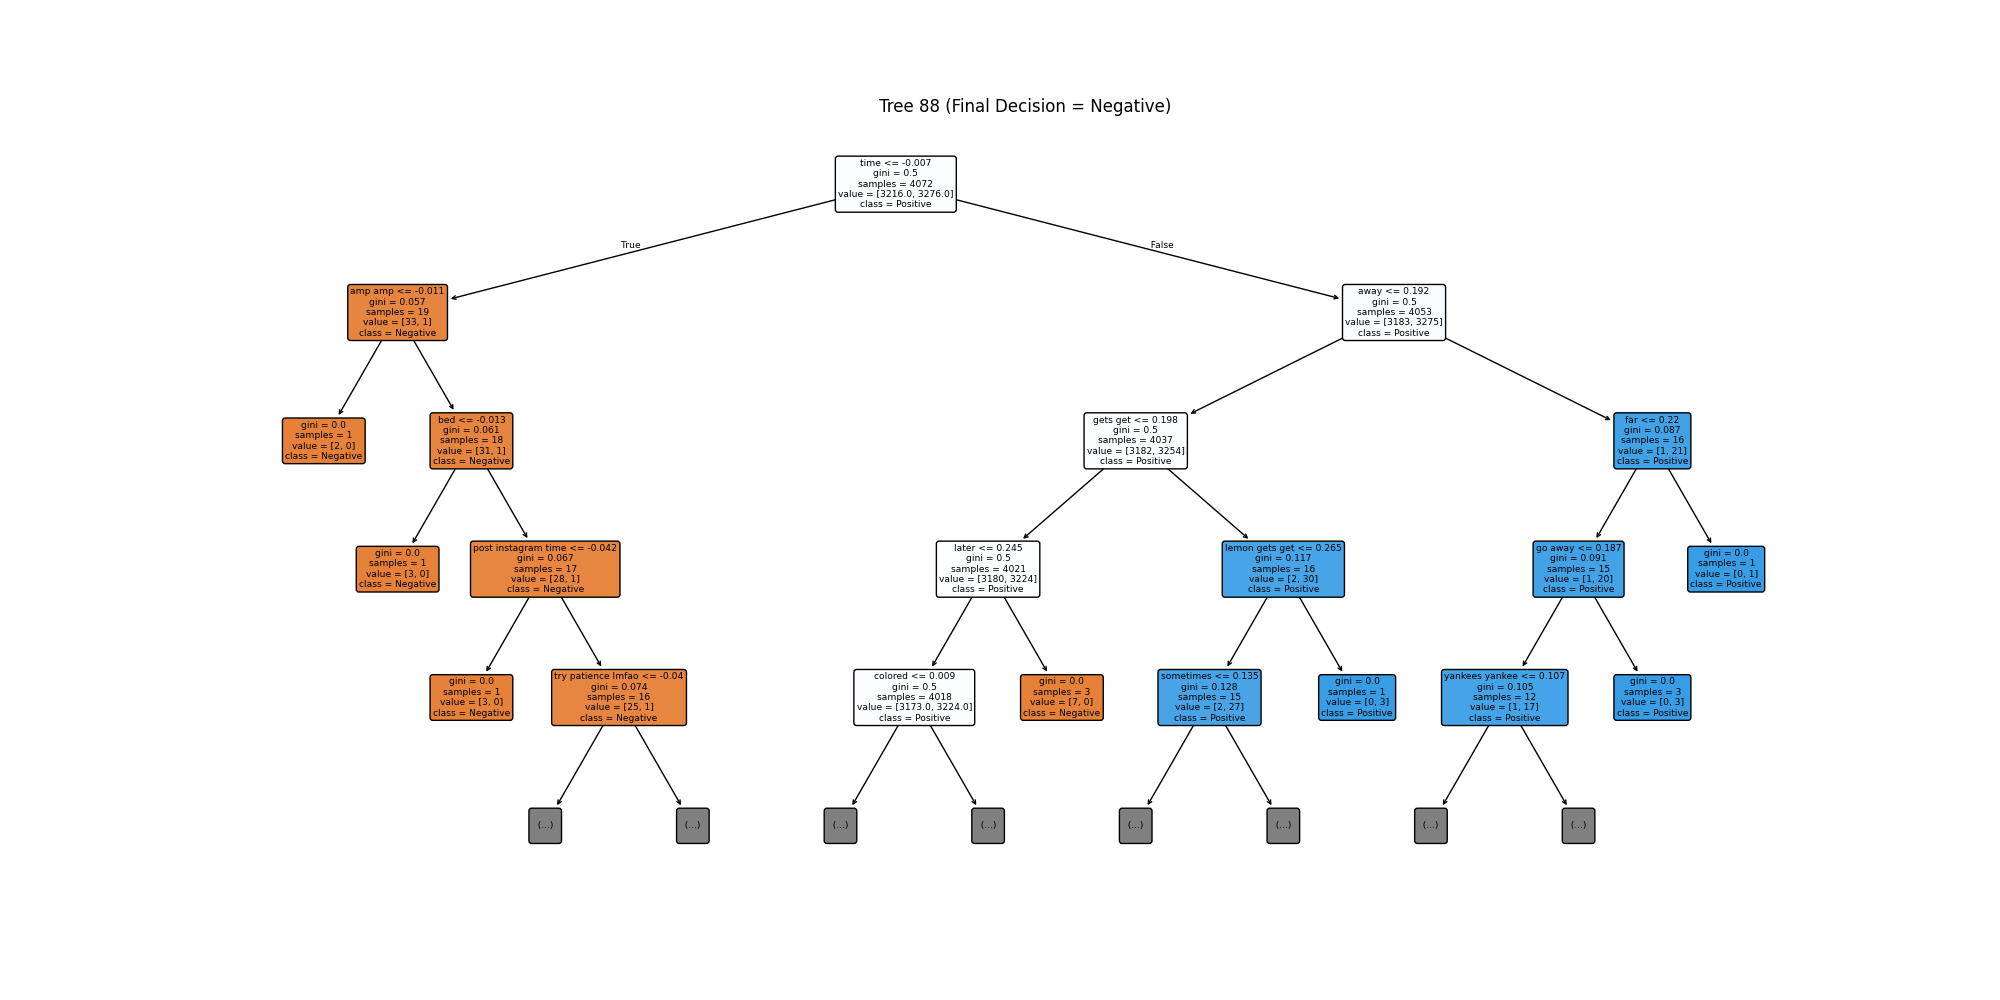 Tree 88 (Final Decision = Negative)
time <= -0.007
gini = 0.5
samples = 4072
value = [3216.0, 3276.0]
class = Positive
True
False
amp amp <= -0.011
gini = 0.057
samples = 19
value = [33, 1]
class = Negative
away <= 0.192
gini = 0.5
samples = 4053
value = [3183, 3275]
class = Positive
gini = 0.0
samples = 1
value = [2, 0]
class = Negative
bed <= -0.013
gini = 0.061
samples = 18
value = [31, 1]
class = Negative
gets get <= 0.198
gini = 0.5
samples = 4037
value = [3182, 3254]
class = Positive
far <= 0.22
gini = 0.087
samples = 16
value = [1, 21]
class = Positive
gini = 0.0
samples = 1
value = [3, 0]
class = Negative
post instagram time <= -0.042
gini = 0.067
samples = 17
value = [28, 1]
class = Negative
later <= 0.245
gini = 0.5
samples = 4021
value = [3180, 3224]
class = Positive
lemon gets get <= 0.265
gini = 0.117
samples = 16
value = [2, 30]
class = Positive
go away <= 0.187
gini = 0.091
samples = 15
value = [1, 20]
class = Positive
gini = 0.0
samples = 1
value = [0, 1]
class = Positive
gini = 0.0
samples = 1
value = [3, 0]
class = Negative
try patience lmfao <= -0.04
gini = 0.074
samples = 16
value = [25, 1]
class = Negative
colored <= 0.009
gini = 0.5
samples = 4018
value = [3173.0, 3224.0]
class = Positive
gini = 0.0
samples = 3
value = [7, 0]
class = Negative
sometimes <= 0.135
gini = 0.128
samples = 15
value = [2, 27]
class = Positive
gini = 0.0
samples = 1
value = [0, 3]
class = Positive
yankees yankee <= 0.107
gini = 0.105
samples = 12
value = [1, 17]
class = Positive
gini = 0.0
samples = 3
value = [0, 3]
class = Positive
(...)
(...)
(...)
(...)
(...)
(...)
(...)
(...)